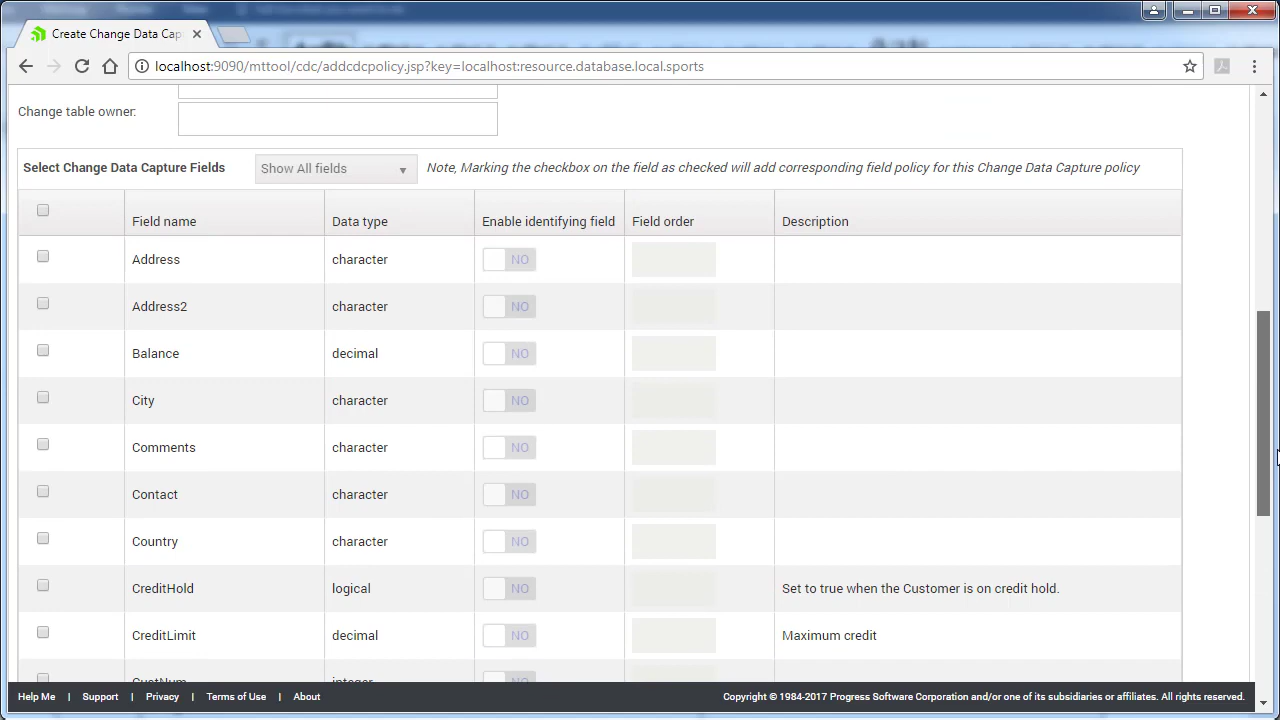 Create Change Data Cap
localhost:9090/mttool/cdc/addcdcpolicy.jsp?key=localhost:resource.database.local.sports
Change table owner:
Select Change Data Capture Fields Show All fields Note, Marking the checkbox on the field as checked will add corresponding field policy for this Change Data Capture policy
Field name Data type Enable identifying field Field order Description
Address character NO
Address2 character NO
Balance decimal NO
City character NO
Comments character NO
Contact character NO
Country character NO
CreditHold logical NO Set to true when the Customer is on credit hold.
CreditLimit decimal NO Maximum credit
CustNum integer
Help Me | Support | Privacy | Terms of Use | About Copyright © 1984-2017 Progress Software Corporation and/or one of its subsidiaries or affiliates. All rights reserved.